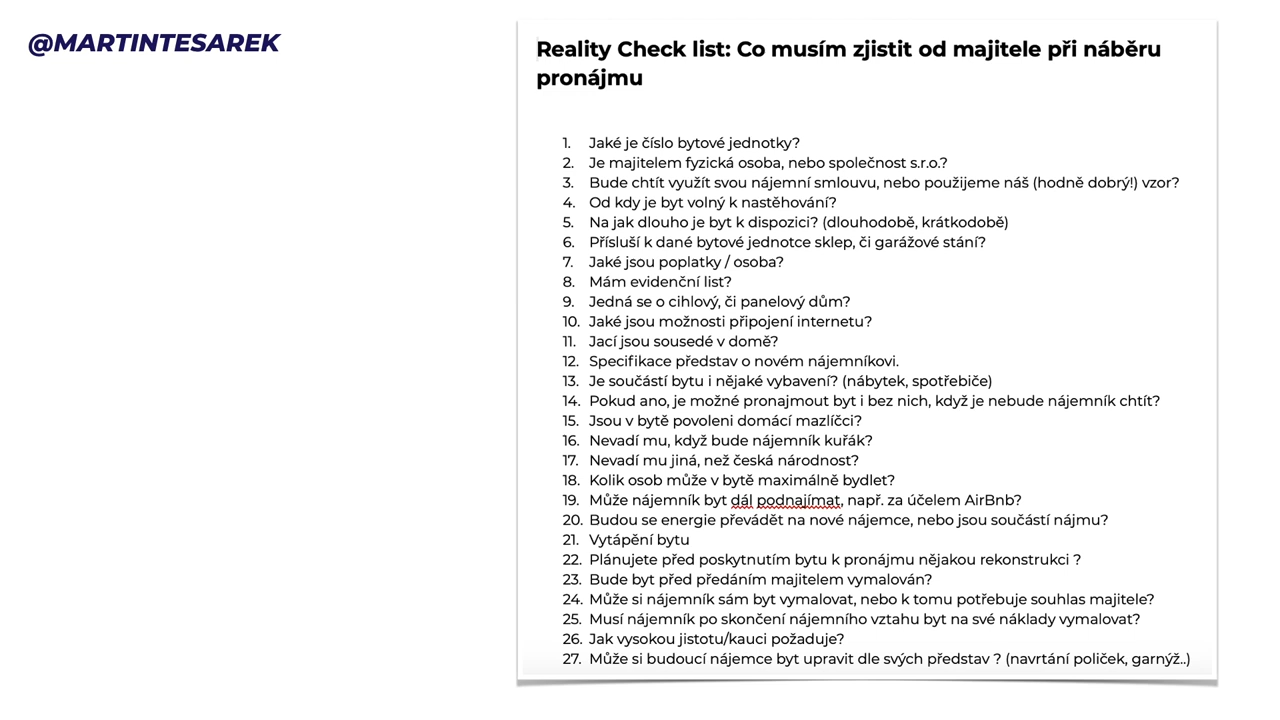 @MARTINTESAREK
Reality Check list: Co musím zjistit od majitele při náběru
pronájmu
1. Jaké je číslo bytové jednotky?
2. Je majitelem fyzická osoba, nebo společnost s.r.o.?
3. Bude chtít využít svou nájemní smlouvu, nebo použijeme náš (hodně dobrý!) vzor?
4. Od kdy je byt volný k nastěhování?
5. Na jak dlouho je byt k dispozici? (dlouhodobě, krátkodobě)
6. Přísluší k dané bytové jednotce sklep, či garážové stání?
7. Jaké jsou poplatky / osoba?
8. Mám evidenční list?
9. Jedná se o cihlový, či panelový dům?
10. Jaké jsou možnosti připojení internetu?
11. Jací jsou sousedé v domě?
12. Specifikace představ o novém nájemníkovi.
13. Je součástí bytu i nějaké vybavení? (nábytek, spotřebiče)
14. Pokud ano, je možné pronajmout byt i bez nich, když je nebude nájemník chtít?
15. Jsou v bytě povoleni domácí mazlíčci?
16. Nevadí mu, když bude nájemník kuřák?
17. Nevadí mu jiná, než česká národnost?
18. Kolik osob může v bytě maximálně bydlet?
19. Může nájemník byt dál podnajímat, např. za účelem AirBnb?
20. Budou se energie převádět na nové nájemce, nebo jsou součástí nájmu?
21. Vytápění bytu
22. Plánujete před poskytnutím bytu k pronájmu nějakou rekonstrukci ?
23. Bude byt před předáním majitelem vymalován?
24. Může si nájemník sám byt vymalovat, nebo k tomu potřebuje souhlas majitele?
25. Musí nájemník po skončení nájemního vztahu byt na své náklady vymalovat?
26. Jak vysokou jistotu/kauci požaduje?
27. Může si budoucí nájemce byt upravit dle svých představ ? (navrtání poliček, garnýž..)